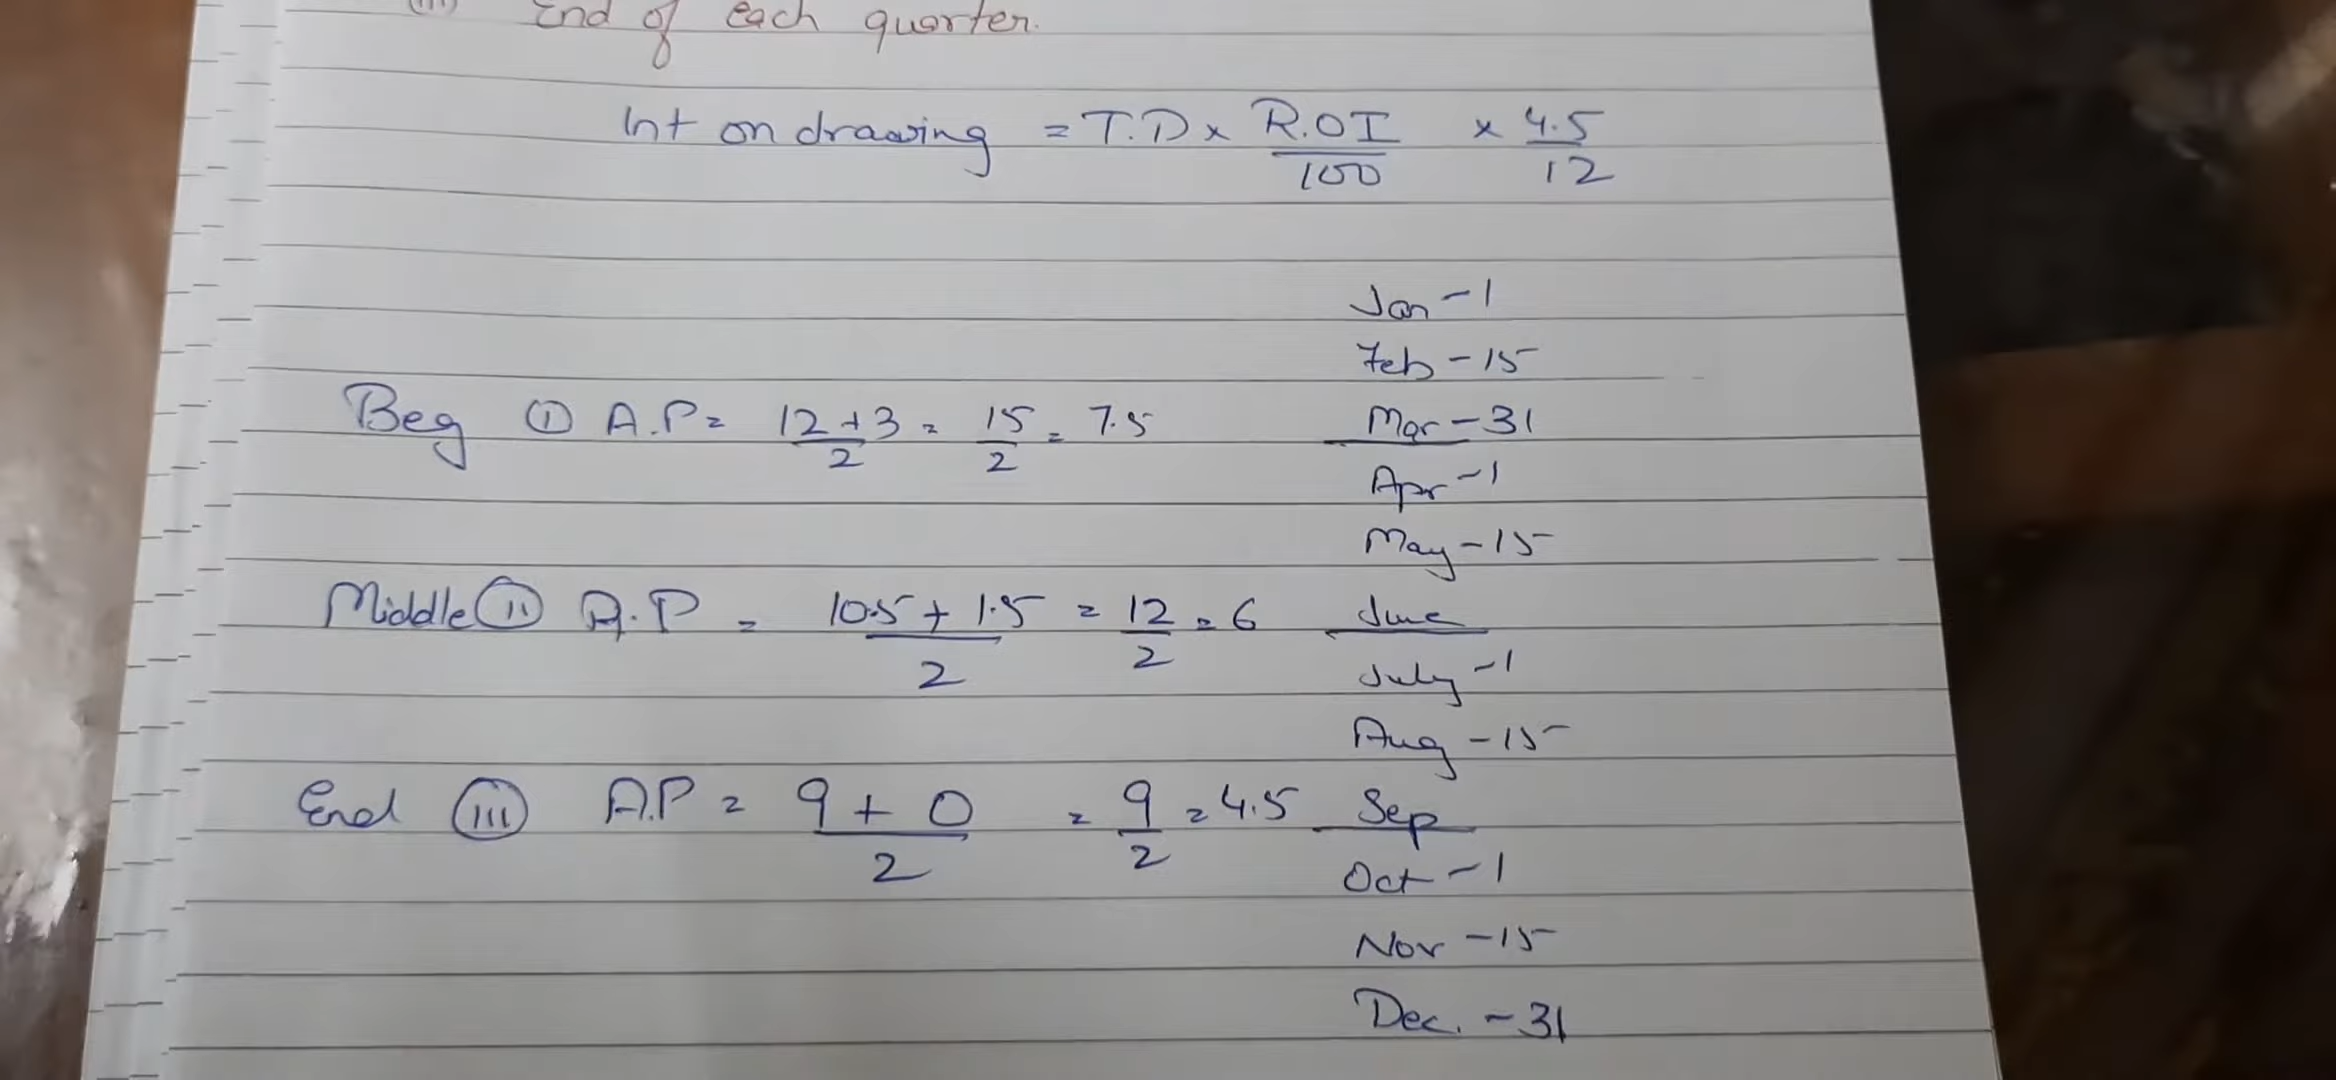 (iii) End of each quarter.
Int on drawing = T.D x R.O.I/100 x 4.5/12
Jan - 1
Feb - 15
Beg (i) A.P = 12+3/2 = 15/2 = 7.5
Mar - 31
Apr - 1
May - 15
Middle (ii) A.P = 10.5 + 1.5/2 = 12/2 = 6
June
July - 1
Aug - 15
End (iii) A.P = 9 + 0/2 = 9/2 = 4.5
Sep
Oct - 1
Nov - 15
Dec. - 31